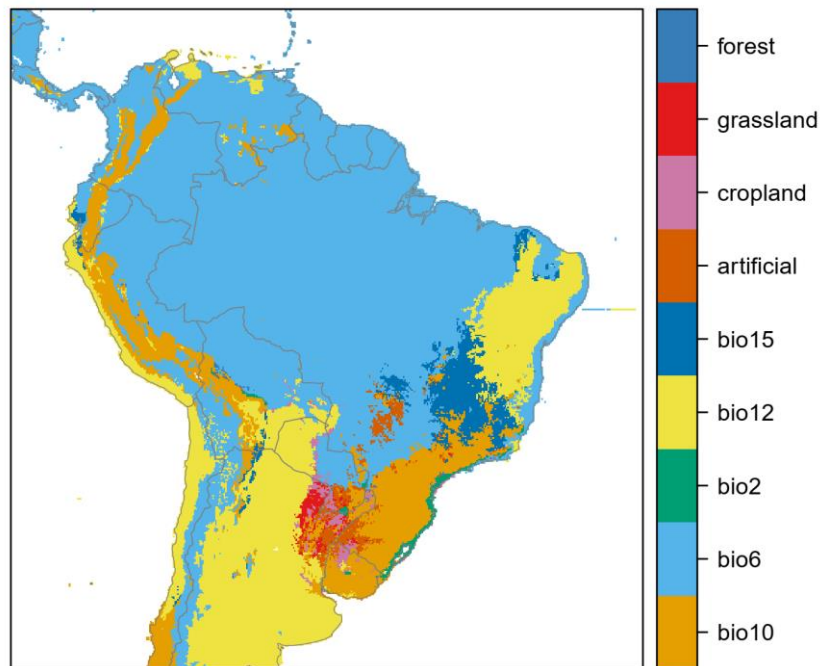 forest
grassland
cropland
artificial
bio15
bio12
bio2
bio6
bio10